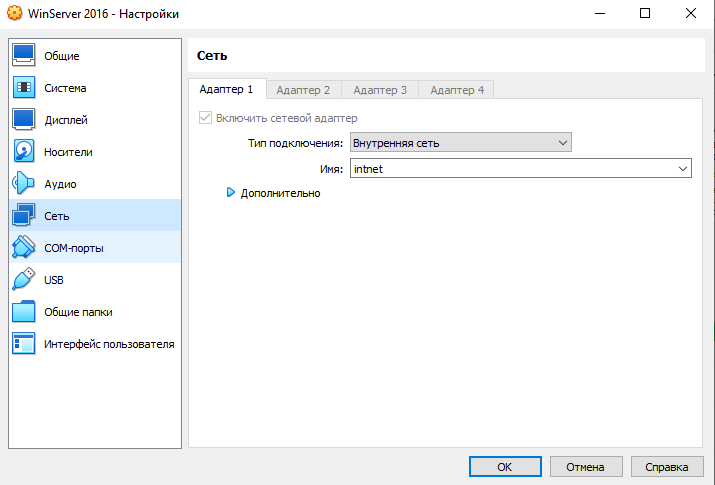 WinServer 2016 - Настройки
Общие
Система
Дисплей
Носители
Аудио
Сеть
COM-порты
USB
Общие папки
Интерфейс пользователя
Сеть
Адаптер 1 Адаптер 2 Адаптер 3 Адаптер 4
Включить сетевой адаптер
Тип подключения: Внутренняя сеть
Имя: intnet
Дополнительно
OK Отмена Справка